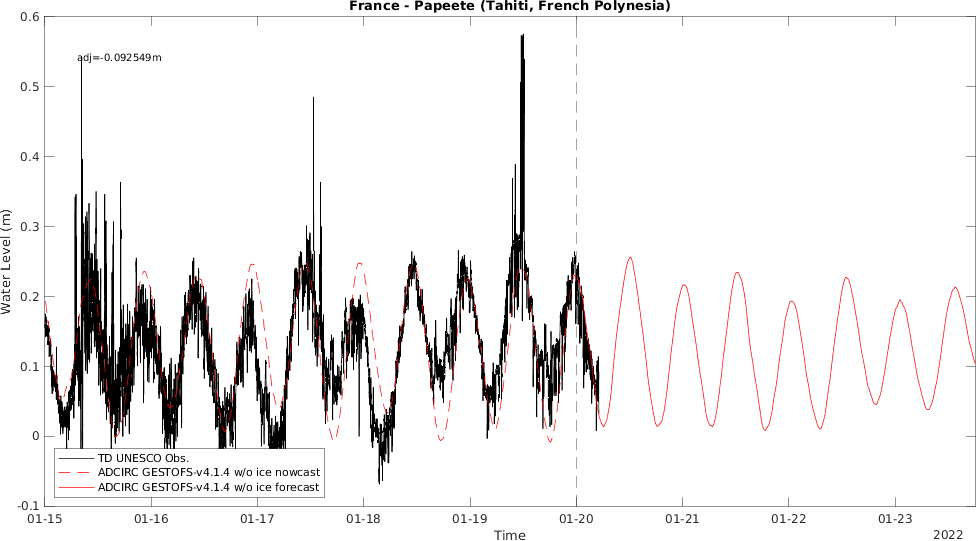 France - Papeete (Tahiti, French Polynesia)
0.6
adj=-0.092549m
0.5
0.4
0.3
Water Level (m)
0.2
0.1
0
TD UNESCO Obs.
ADCIRC GESTOFS-v4.1.4 w/o ice nowcast
ADCIRC GESTOFS-v4.1.4 w/o ice forecast
-0.1
01-15 01-16 01-17 01-18 01-19 01-20 01-21 01-22 01-23
Time
2022